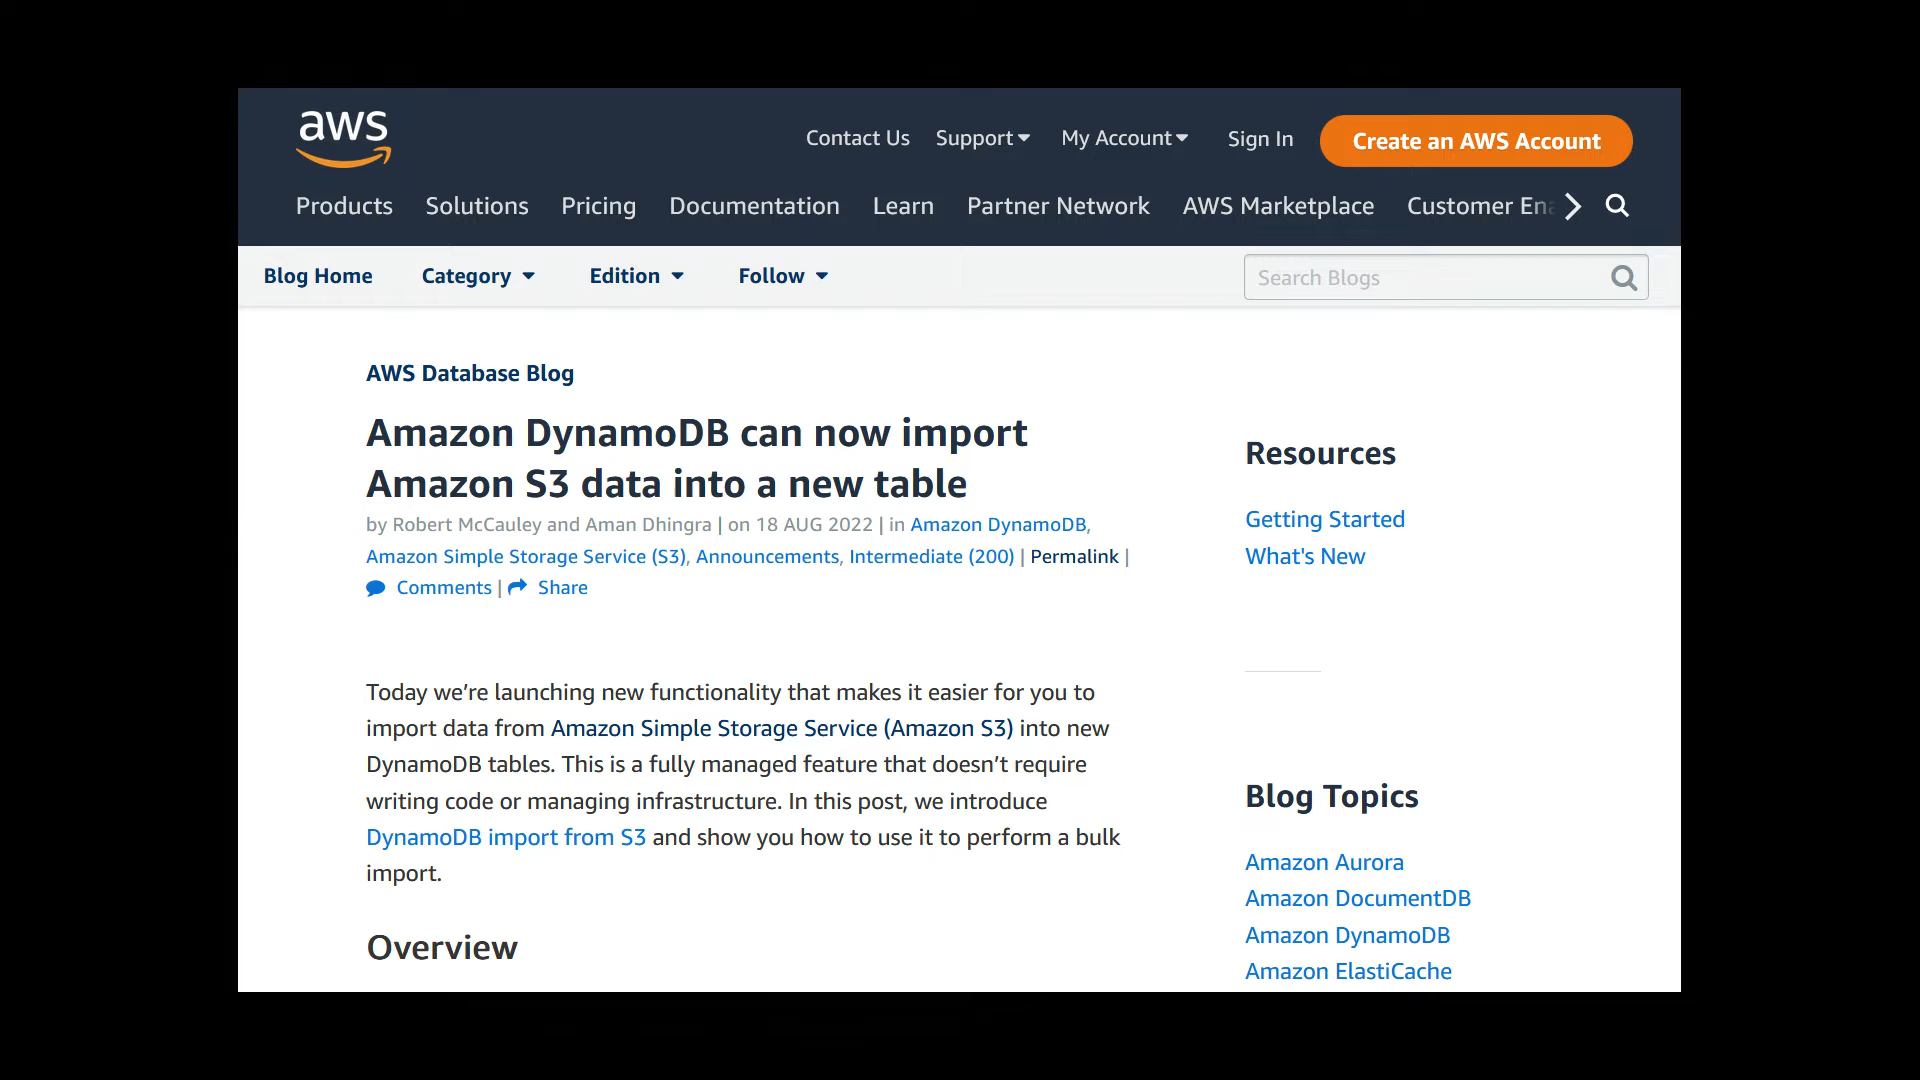 aws
Contact Us Support My Account Sign In Create an AWS Account
Products Solutions Pricing Documentation Learn Partner Network AWS Marketplace Customer Ena
Blog Home Category Edition Follow Search Blogs
AWS Database Blog
Amazon DynamoDB can now import
Amazon S3 data into a new table
by Robert McCauley and Aman Dhingra | on 18 AUG 2022 | in Amazon DynamoDB,
Amazon Simple Storage Service (S3), Announcements, Intermediate (200) | Permalink |
Comments | Share
Today we’re launching new functionality that makes it easier for you to
import data from Amazon Simple Storage Service (Amazon S3) into new
DynamoDB tables. This is a fully managed feature that doesn’t require
writing code or managing infrastructure. In this post, we introduce
DynamoDB import from S3 and show you how to use it to perform a bulk
import.
Overview
Resources
Getting Started
What's New
Blog Topics
Amazon Aurora
Amazon DocumentDB
Amazon DynamoDB
Amazon ElastiCache